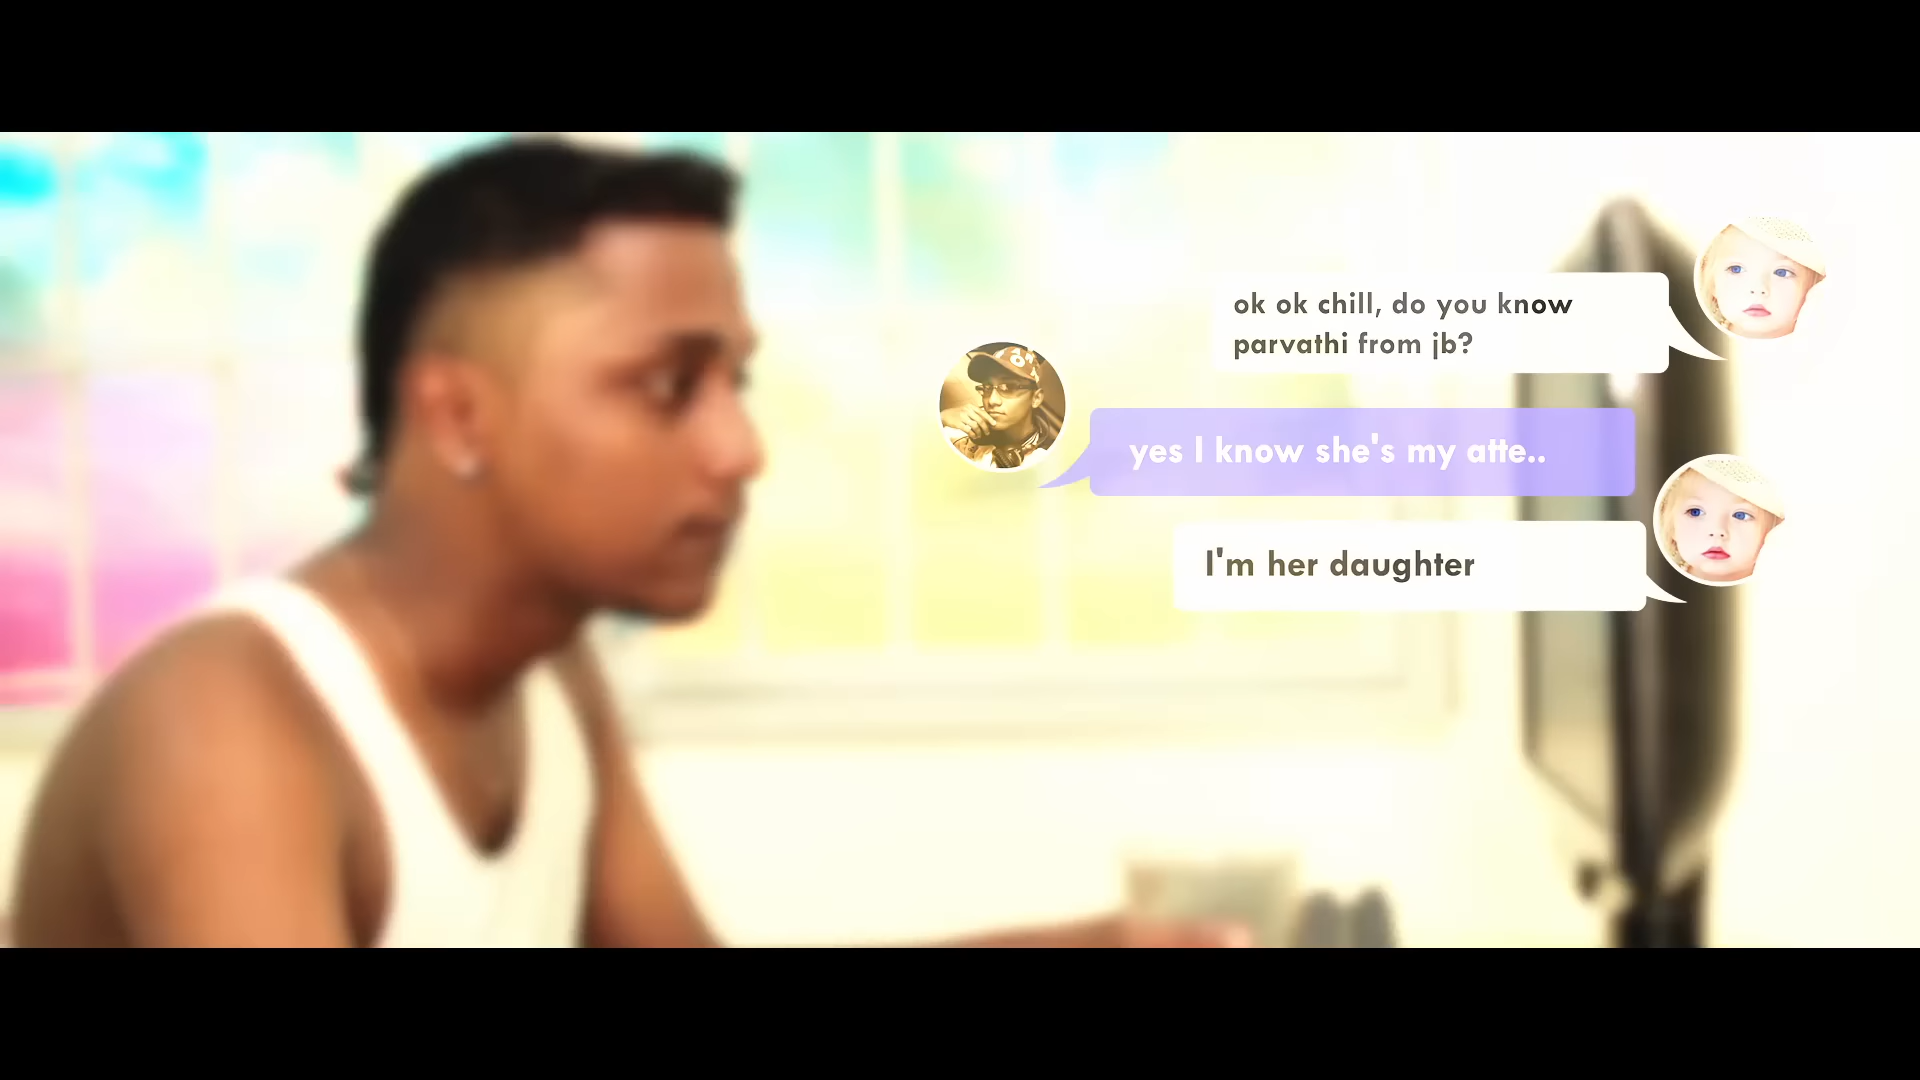 ok ok chill, do you know
parvathi from jb?
yes I know she's my atte..
I'm her daughter